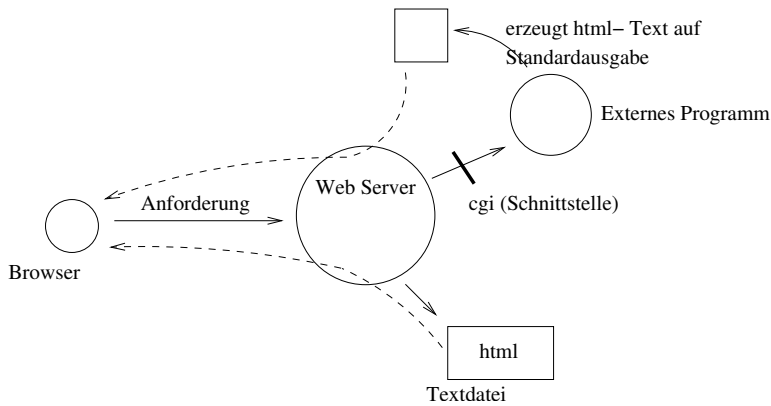 erzeugt html− Text auf
Standardausgabe
Externes Programm
Web Server
Anforderung
cgi (Schnittstelle)
Browser
html
Textdatei